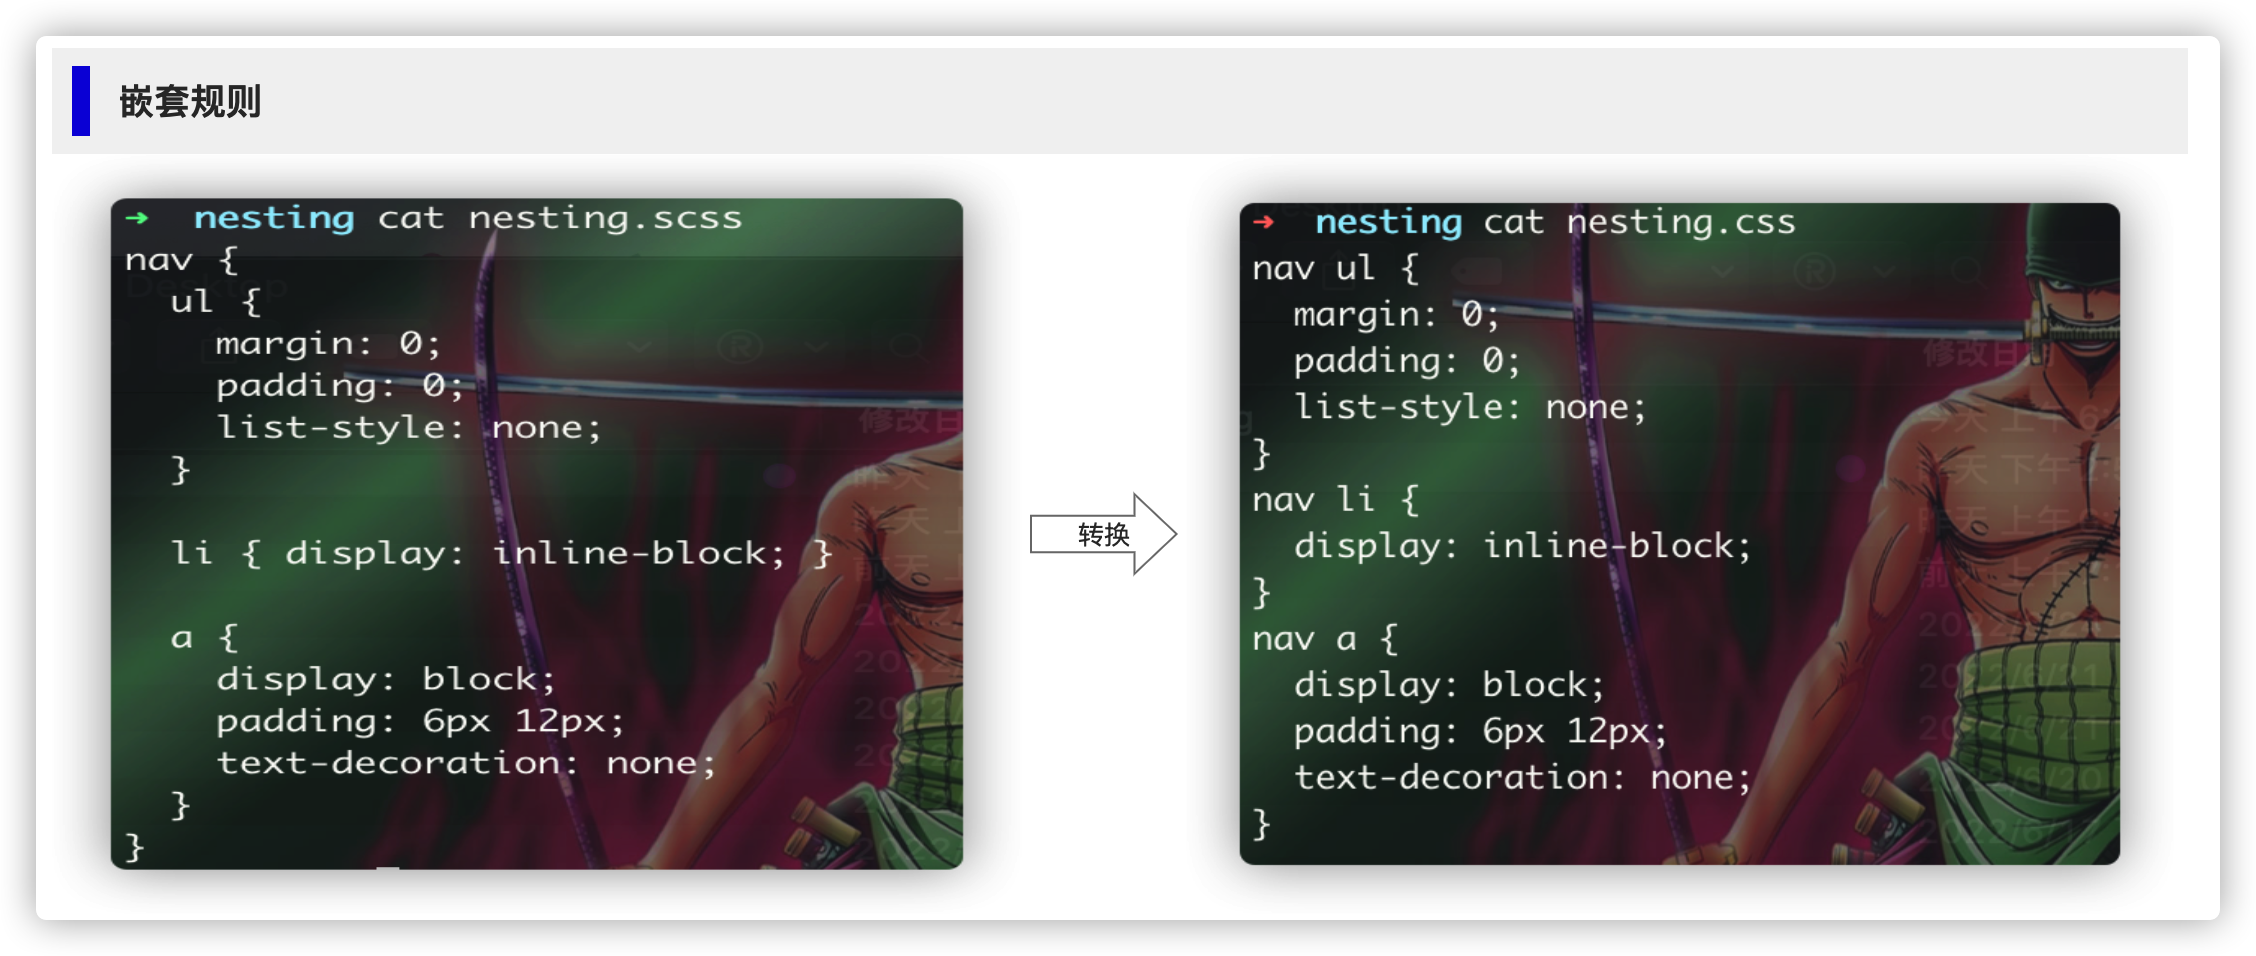 嵌套规则
➜  nesting cat nesting.scss
nav {
  ul {
    margin: 0;
    padding: 0;
    list-style: none;
  }

  li { display: inline-block; }

  a {
    display: block;
    padding: 6px 12px;
    text-decoration: none;
  }
}
转换
➜  nesting cat nesting.css
nav ul {
  margin: 0;
  padding: 0;
  list-style: none;
}
nav li {
  display: inline-block;
}
nav a {
  display: block;
  padding: 6px 12px;
  text-decoration: none;
}